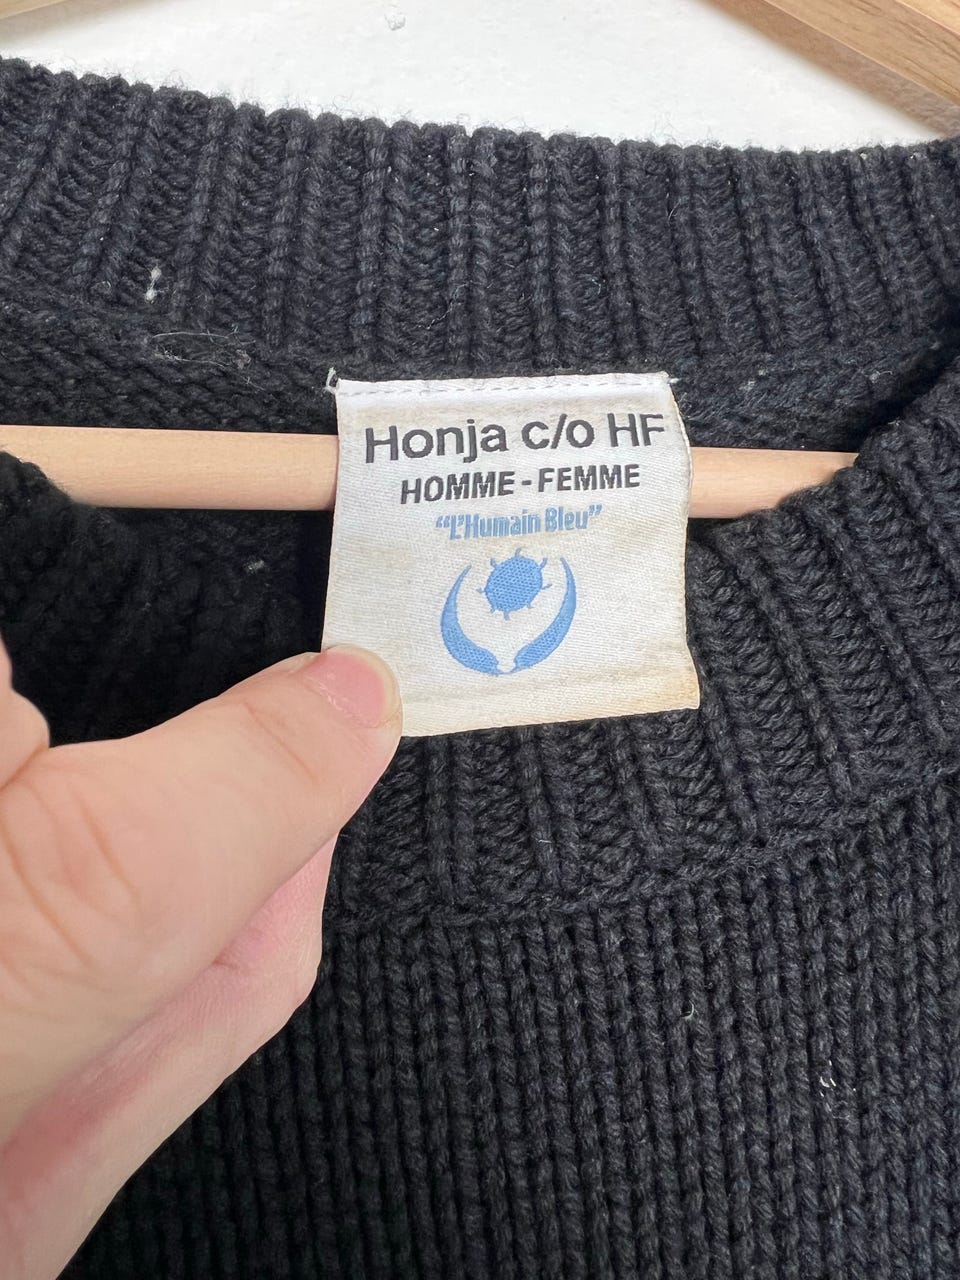 Honja c/o HF
HOMME - FEMME
“L’Humain Bleu”